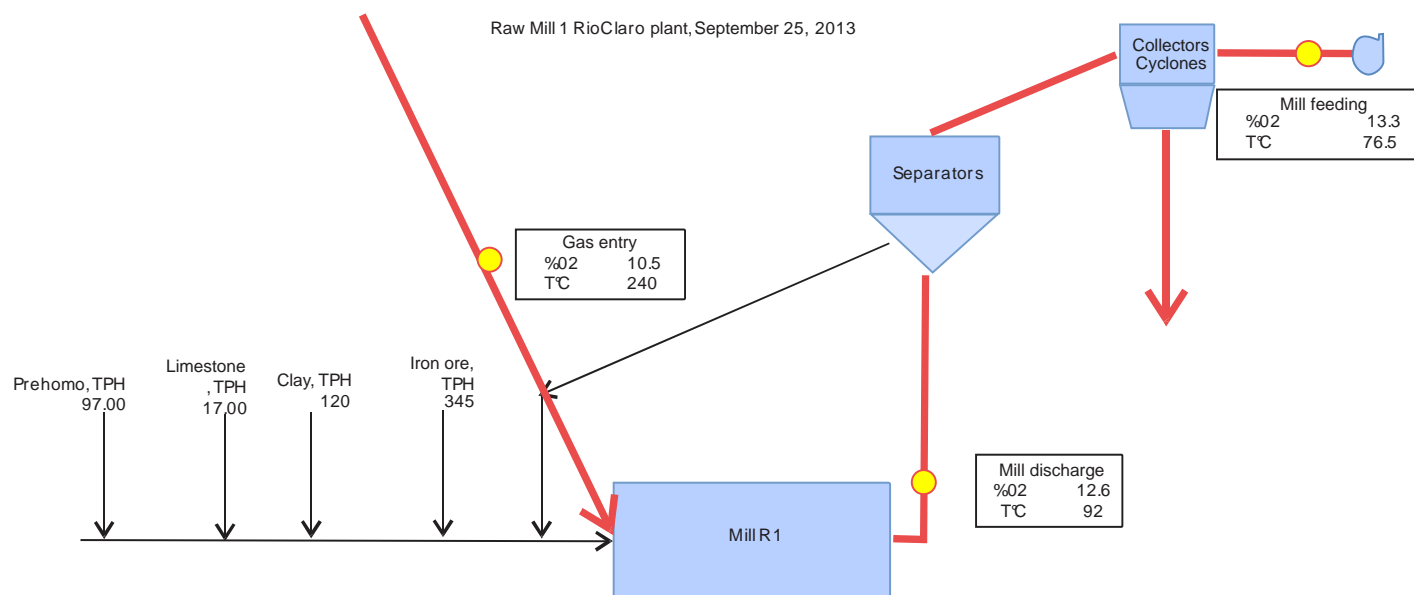 Raw Mill 1 RioClaro plant, September 25, 2013
Collectors
Cyclones
Mill feeding
%02 13.3
T°C 76.5
Separators
Gas entry
%02 10.5
T°C 240
Prehomo, TPH
97.00
Limestone
, TPH
17.00
Clay, TPH
120
Iron ore,
TPH
345
Mill discharge
%02 12.6
T°C 92
Mill R1